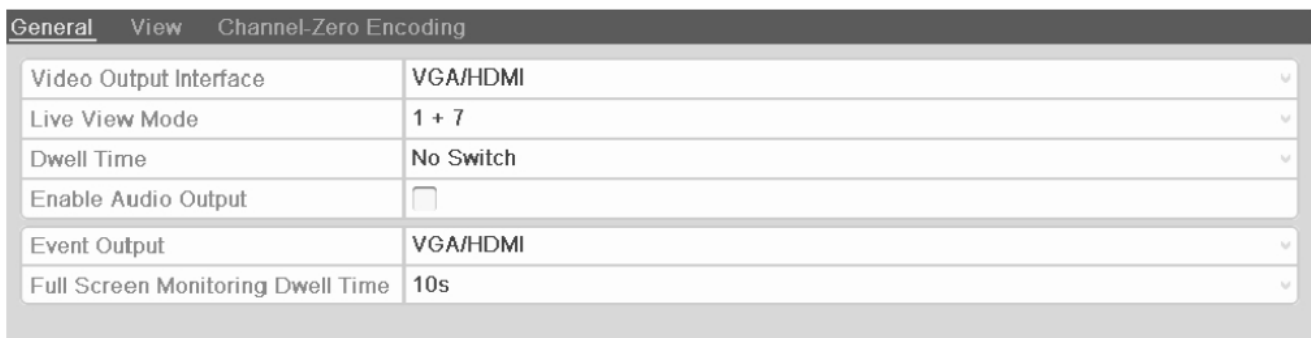 General View Channel-Zero Encoding
Video Output Interface VGA/HDMI
Live View Mode 1 + 7
Dwell Time No Switch
Enable Audio Output
Event Output VGA/HDMI
Full Screen Monitoring Dwell Time 10s